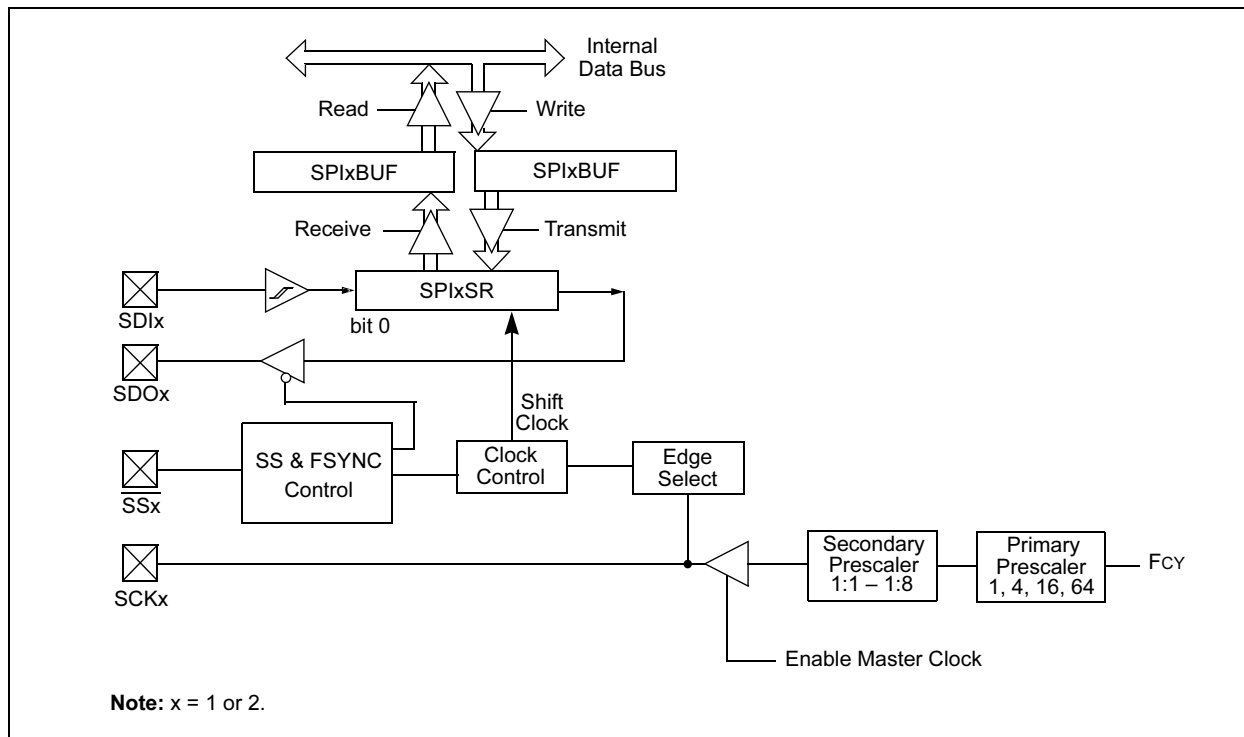 Internal
Data Bus
Read
Write
SPIxBUF
SPIxBUF
Receive
Transmit
SDIx
SPIxSR
bit 0
SDOx
Shift
Clock
SS & FSYNC
Control
Clock
Control
Edge
Select
SSx
Secondary
Prescaler
1:1 – 1:8
Primary
Prescaler
1, 4, 16, 64
FCY
SCKx
Enable Master Clock
Note: x = 1 or 2.